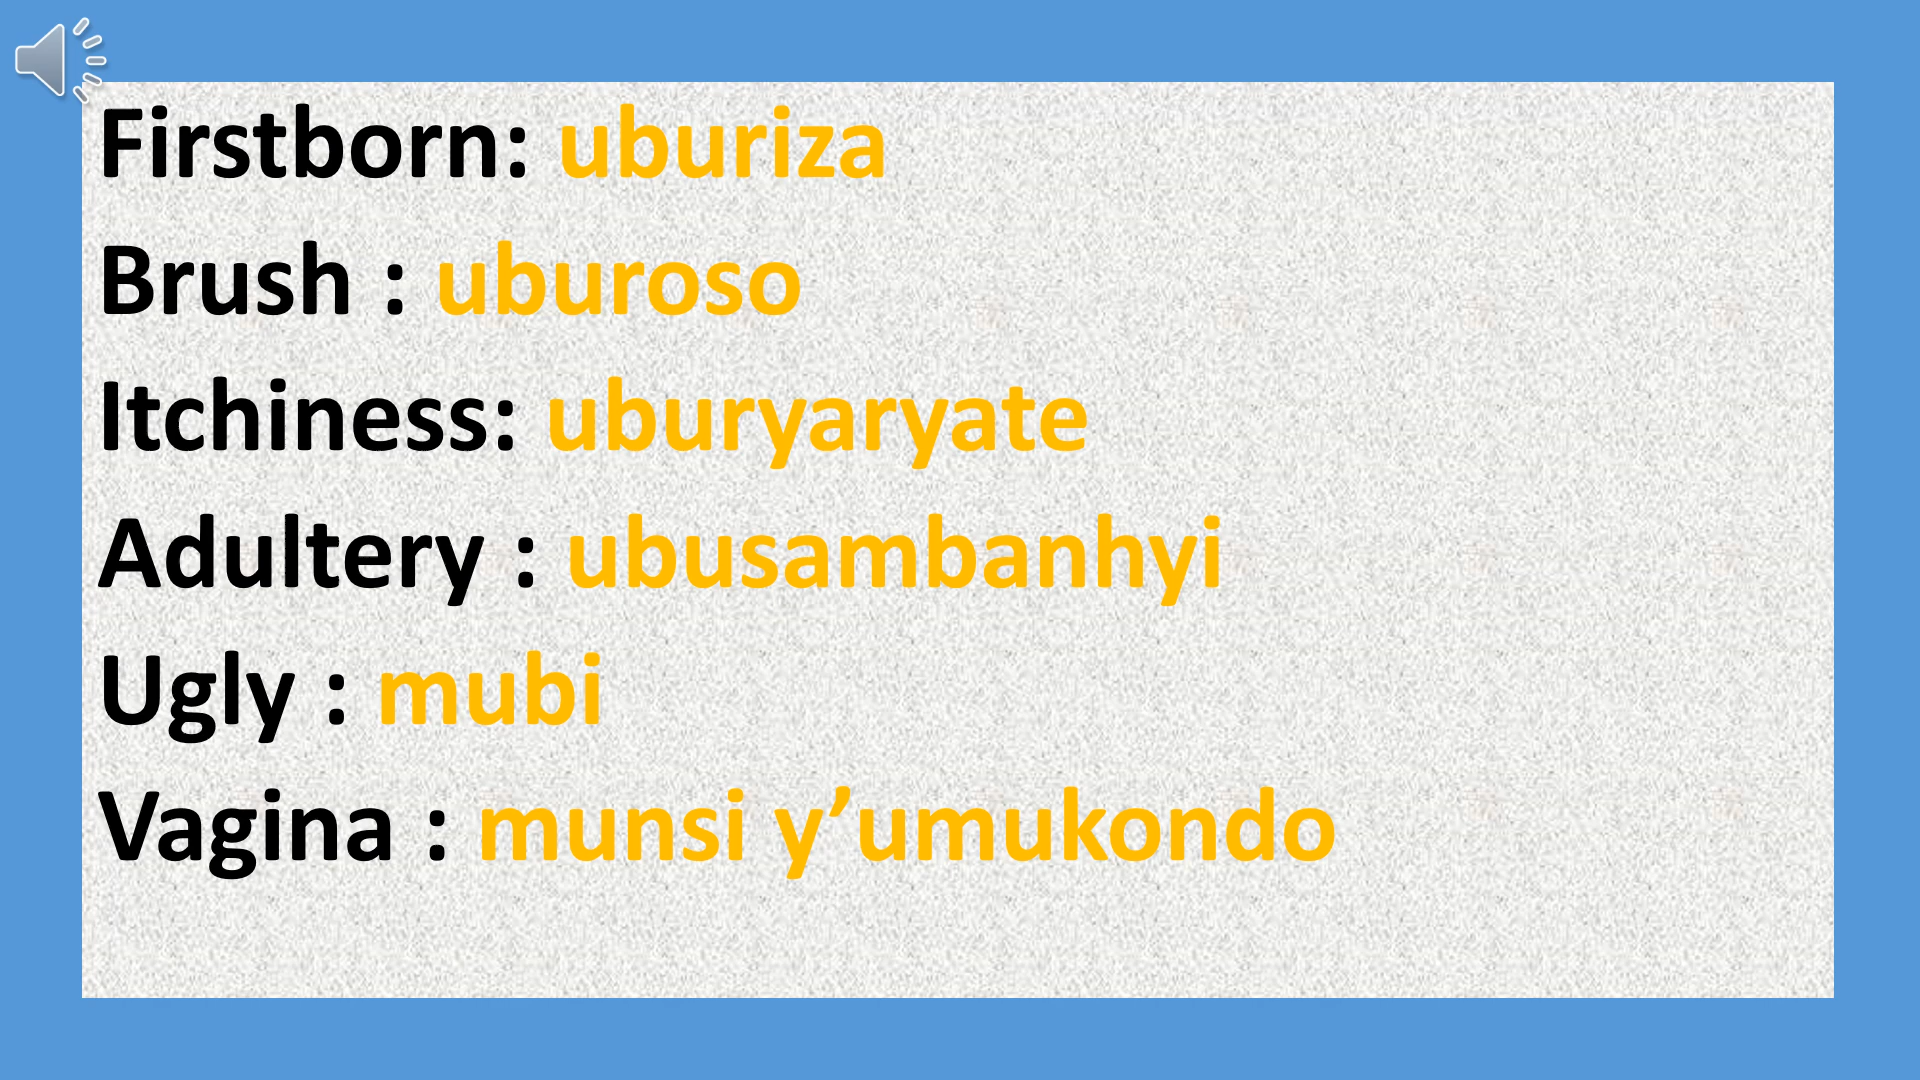 Firstborn: uburiza
Brush : uburoso
Itchiness: uburyaryate
Adultery : ubusambanhyi
Ugly : mubi
Vagina : munsi y’umukondo